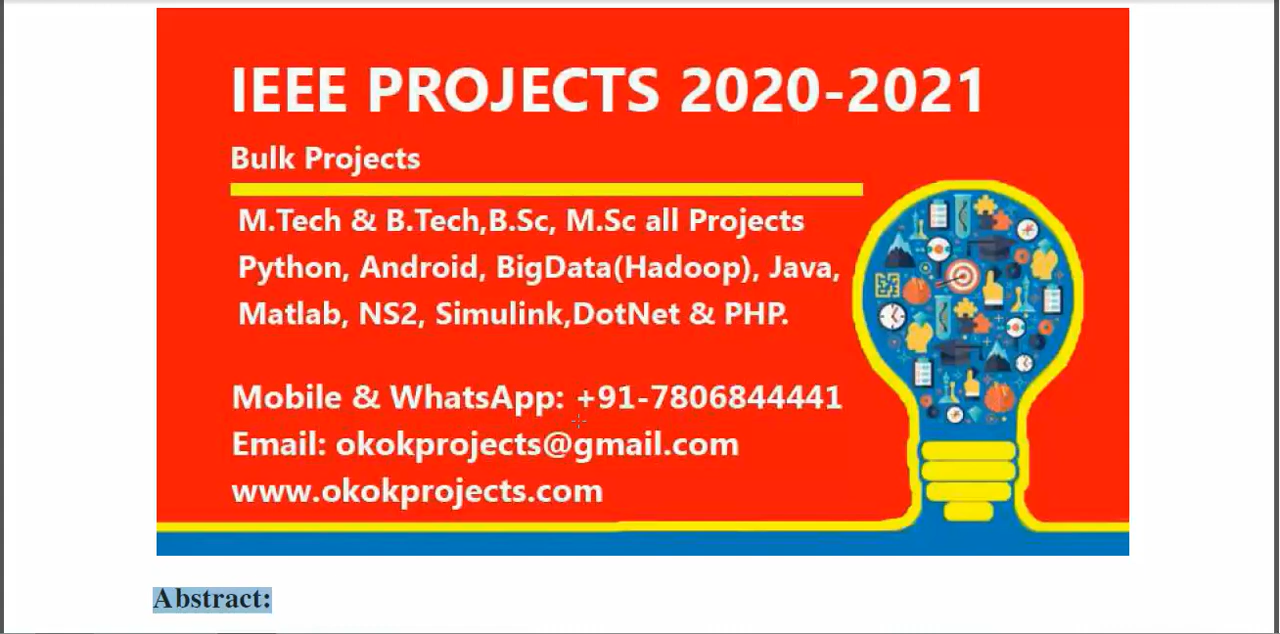 IEEE PROJECTS 2020-2021
Bulk Projects
M.Tech & B.Tech,B.Sc, M.Sc all Projects
Python, Android, BigData(Hadoop), Java,
Matlab, NS2, Simulink,DotNet & PHP.
Mobile & WhatsApp: +91-7806844441
Email: okokprojects@gmail.com
www.okokprojects.com
Abstract: